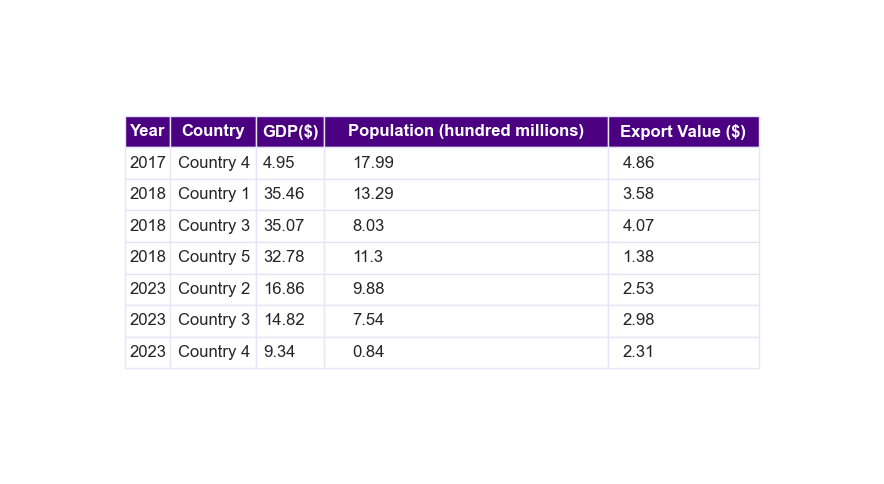 Year Country GDP($) Population (hundred millions) Export Value ($)
2017 Country 4 4.95 17.99 4.86
2018 Country 1 35.46 13.29 3.58
2018 Country 3 35.07 8.03 4.07
2018 Country 5 32.78 11.3 1.38
2023 Country 2 16.86 9.88 2.53
2023 Country 3 14.82 7.54 2.98
2023 Country 4 9.34 0.84 2.31